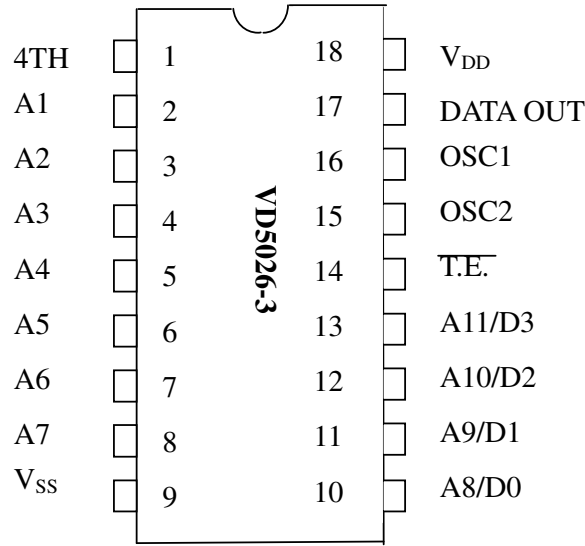 4TH 1 18 V_DD
A1 2 17 DATA OUT
A2 3 16 OSC1
A3 4 15 OSC2
A4 5 14 T.E.
A5 6 13 A11/D3
A6 7 12 A10/D2
A7 8 11 A9/D1
V_SS 9 10 A8/D0
VD5026-3